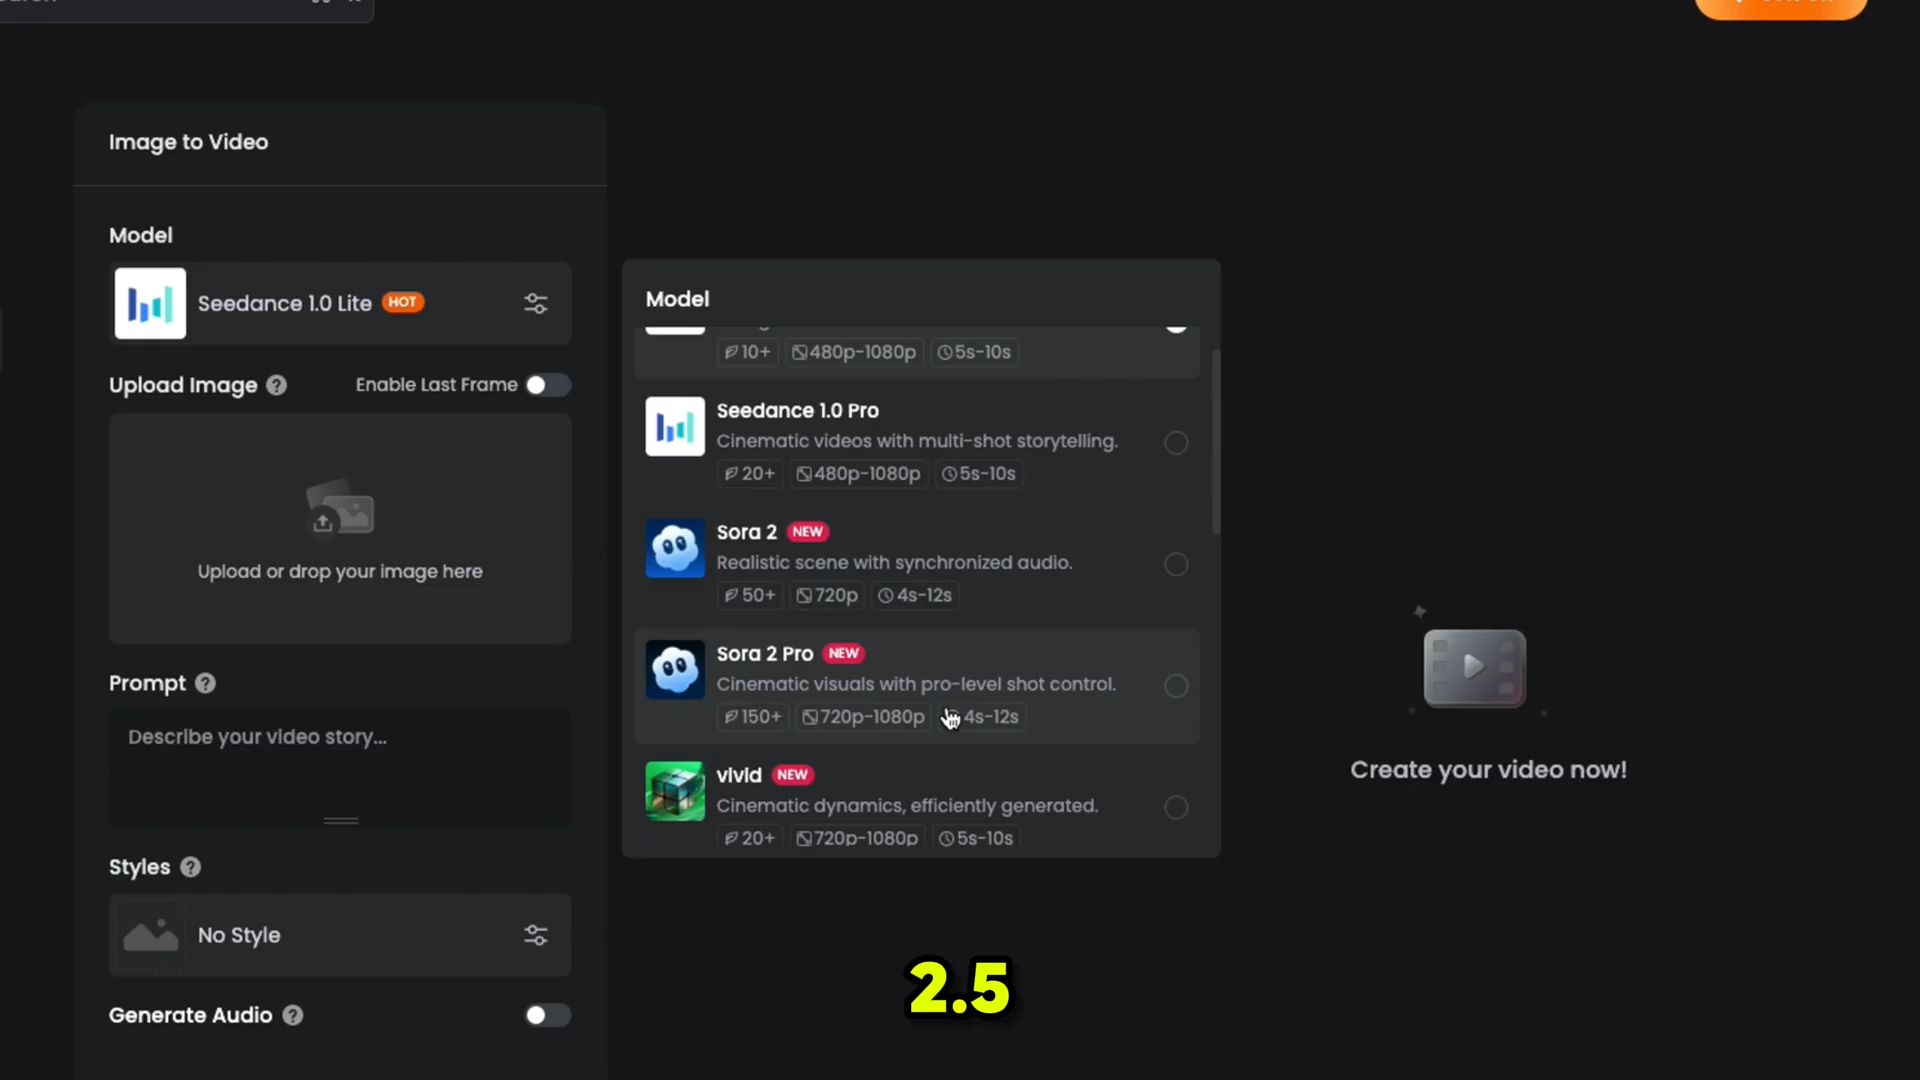 Image to Video
Model
Seedance 1.0 Lite HOT
Upload Image ? Enable Last Frame
Upload or drop your image here
Prompt ?
Describe your video story...
Styles ?
No Style
Generate Audio ?
Model
10+ 480p-1080p 5s-10s
Seedance 1.0 Pro
Cinematic videos with multi-shot storytelling.
20+ 480p-1080p 5s-10s
Sora 2 NEW
Realistic scene with synchronized audio.
50+ 720p 4s-12s
Sora 2 Pro NEW
Cinematic visuals with pro-level shot control.
150+ 720p-1080p 4s-12s
vivid NEW
Cinematic dynamics, efficiently generated.
20+ 720p-1080p 5s-10s
Create your video now!
2.5